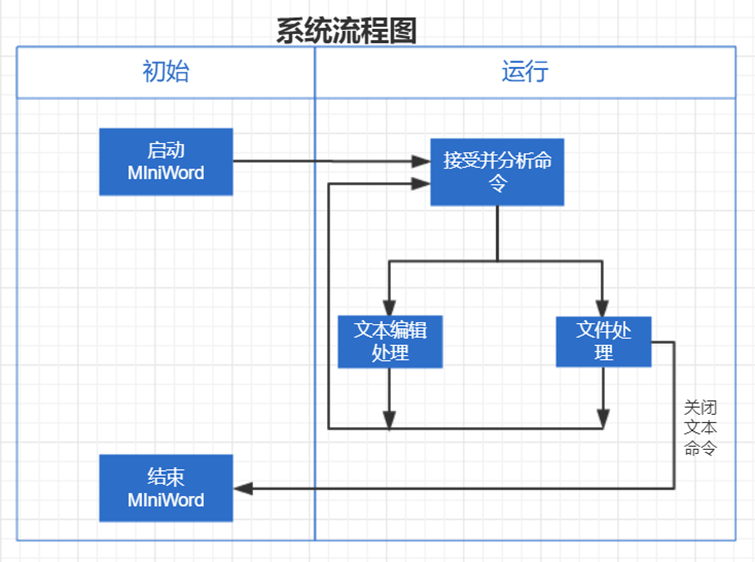 系统流程图
初始
运行
启动
MIniWord
接受并分析命
令
文本编辑
处理
文件处
理
关闭
文本
命令
结束
MIniWord